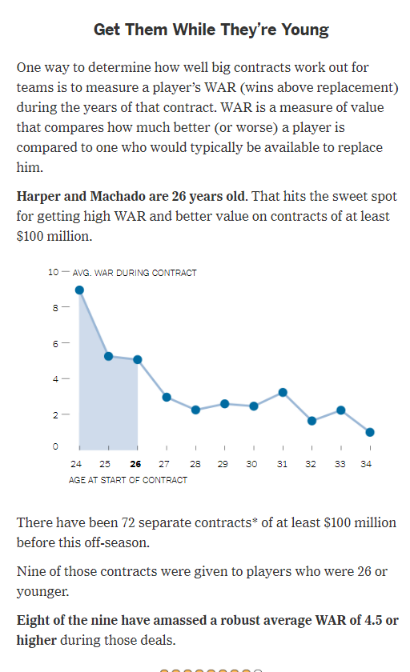 Get Them While They're Young
One way to determine how well big contracts work out for
teams is to measure a player's WAR (wins above replacement)
during the years of that contract. WAR is a measure of value
that compares how much better (or worse) a player is
compared to one who would typically be available to replace
him.
Harper and Machado are 26 years old. That hits the sweet spot
for getting high WAR and better value on contracts of at least
$100 million.
10 — AVG. WAR DURING CONTRACT
8
6
4
2
0
24 25 26 27 28 29 30 31 32 33 34
AGE AT START OF CONTRACT
There have been 72 separate contracts* of at least $100 million
before this off-season.
Nine of those contracts were given to players who were 26 or
younger.
Eight of the nine have amassed a robust average WAR of 4.5 or
higher during those deals.